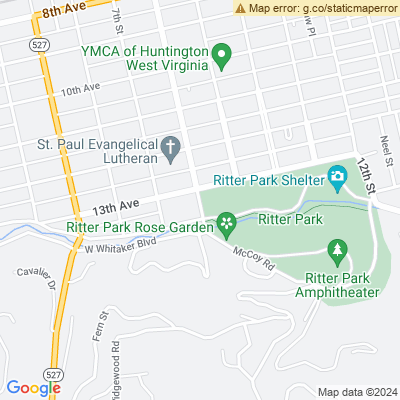 Map error: g.co/staticmaperror
8th Ave
7th St
527
YMCA of Huntington
West Virginia
10th Ave
Neel St
St. Paul Evangelical
Lutheran
12th St
Ritter Park Shelter
13th Ave
Ritter Park Rose Garden
Ritter Park
W Whitaker Blvd
McCoy Rd
Cavalier Dr
Ritter Park
Amphitheater
Fern St
527
Google
Map data ©2024